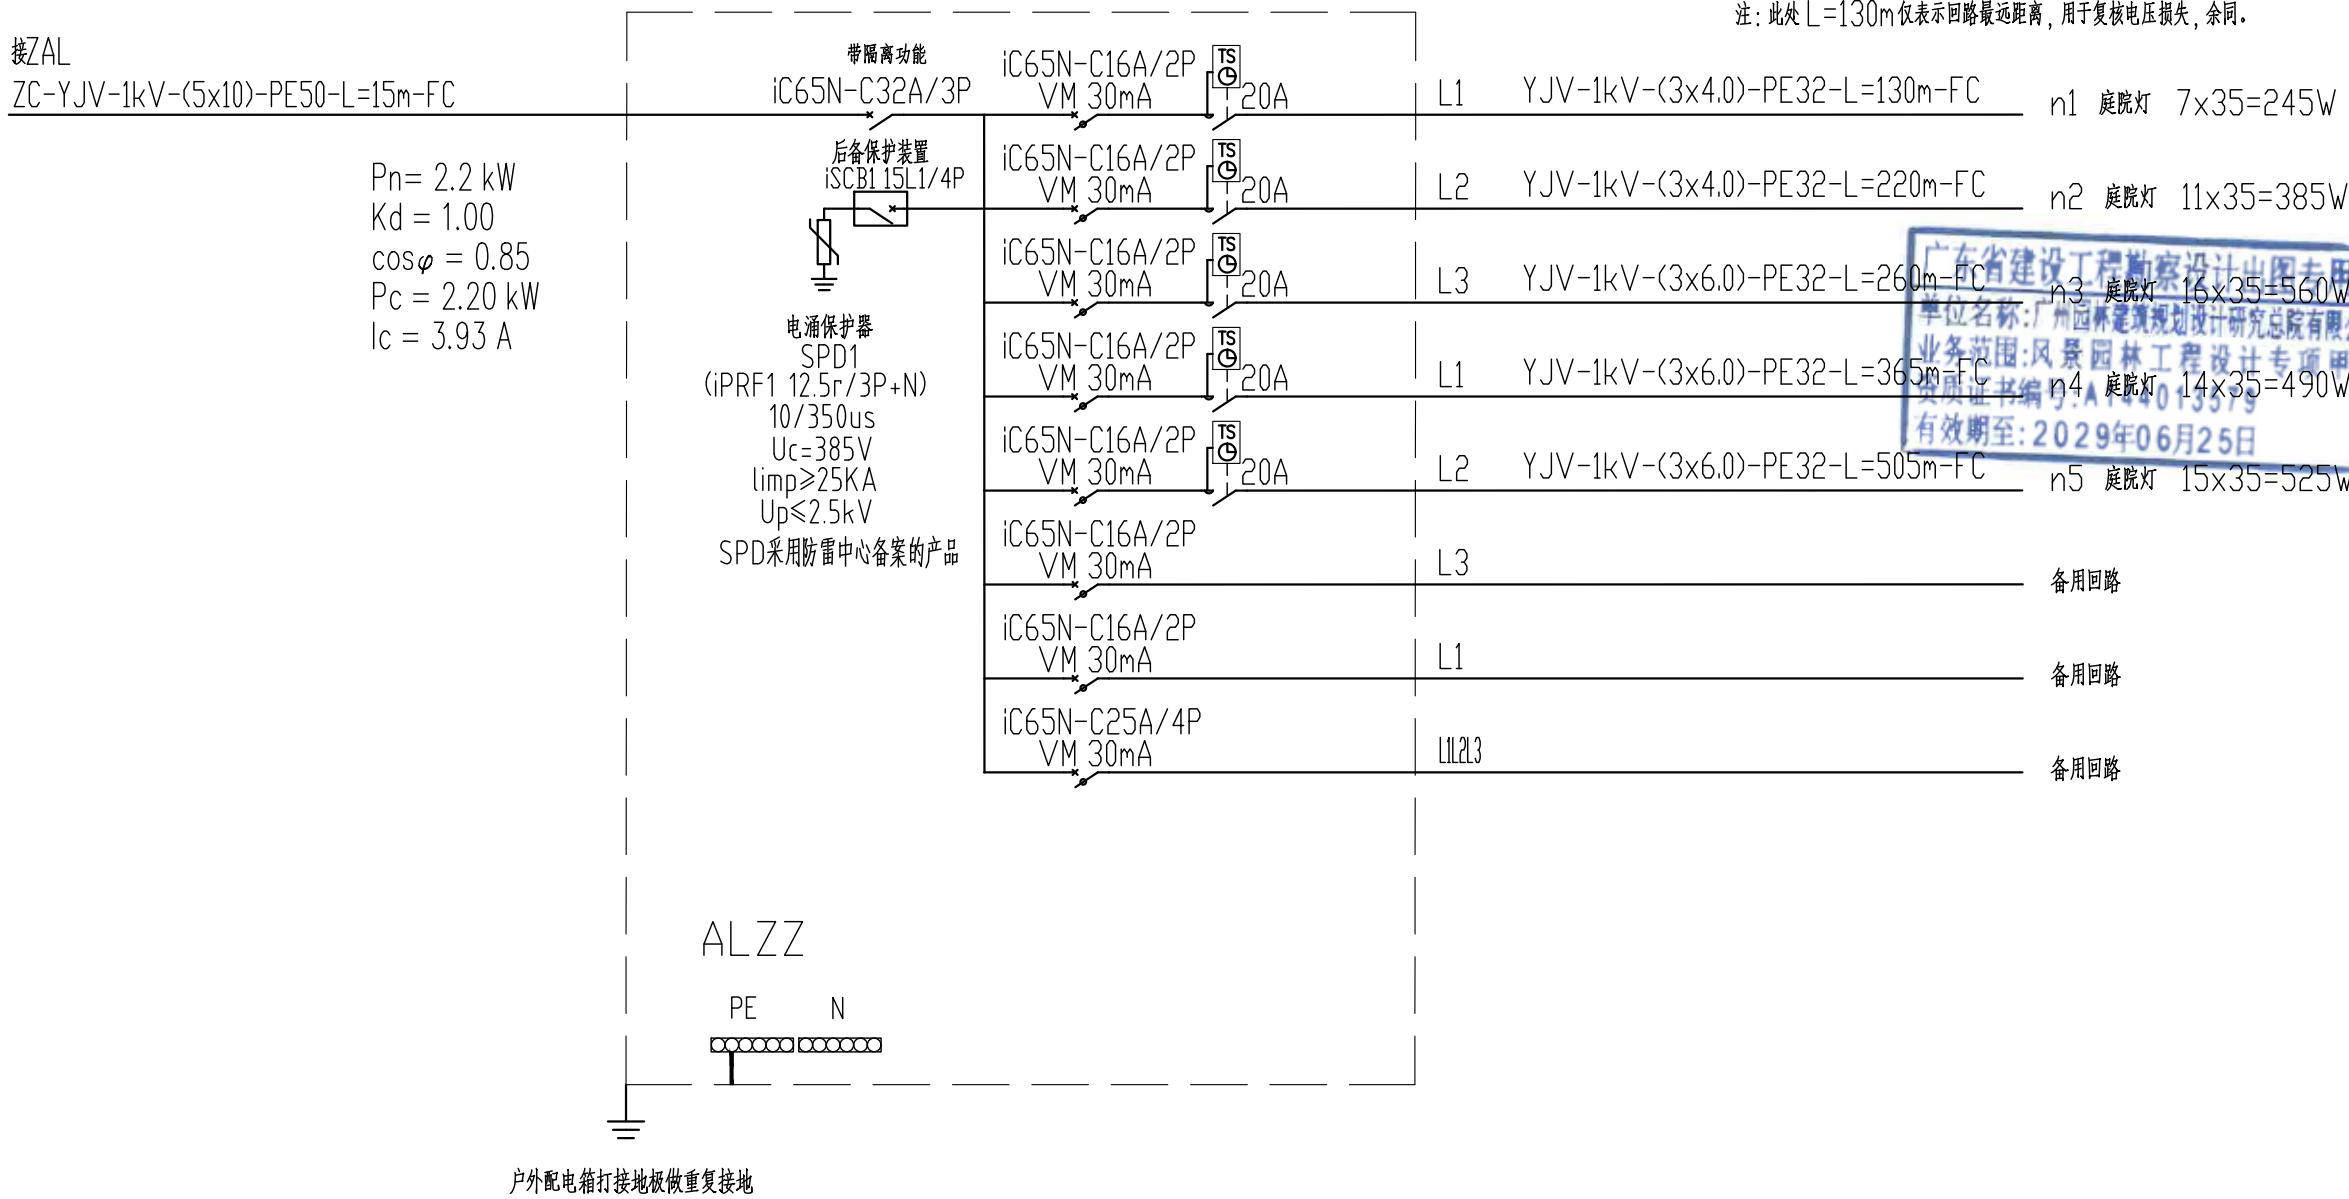 注:此处L=130m仅表示回路最远距离,用于复核电压损失,余同。
接ZAL
ZC-YJV-1kV-(5x10)-PE50-L=15m-FC
Pn= 2.2 kW
Kd = 1.00
cosφ = 0.85
Pc = 2.20 kW
Ic = 3.93 A
带隔离功能
iC65N-C32A/3P
后备保护装置
iSCB1 15L1/4P
电涌保护器
SPD1
(iPRF1 12.5r/3P+N)
10/350us
Uc=385V
limp≥25KA
Up≤2.5kV
SPD采用防雷中心备案的产品
iC65N-C16A/2P
VM 30mA
TS
20A
L1
YJV-1kV-(3x4.0)-PE32-L=130m-FC
n1 庭院灯 7x35=245W
iC65N-C16A/2P
VM 30mA
TS
20A
L2
YJV-1kV-(3x4.0)-PE32-L=220m-FC
n2 庭院灯 11x35=385W
iC65N-C16A/2P
VM 30mA
TS
20A
L3
YJV-1kV-(3x6.0)-PE32-L=260m-FC
n3 庭院灯 16x35=560W
iC65N-C16A/2P
VM 30mA
TS
20A
L1
YJV-1kV-(3x6.0)-PE32-L=365m-FC
n4 庭院灯 14x35=490W
iC65N-C16A/2P
VM 30mA
TS
20A
L2
YJV-1kV-(3x6.0)-PE32-L=505m-FC
n5 庭院灯 15x35=525W
iC65N-C16A/2P
VM 30mA
L3
备用回路
iC65N-C16A/2P
VM 30mA
L1
备用回路
iC65N-C25A/4P
VM 30mA
L1L2L3
备用回路
广东省建设工程勘察设计出图专用
单位名称:广州园林建筑规划设计研究总院有限
业务范围:风景园林工程设计专项甲
资质证书编号:A144013579
有效期至:2029年06月25日
ALZZ
PE N
户外配电箱打接地极做重复接地